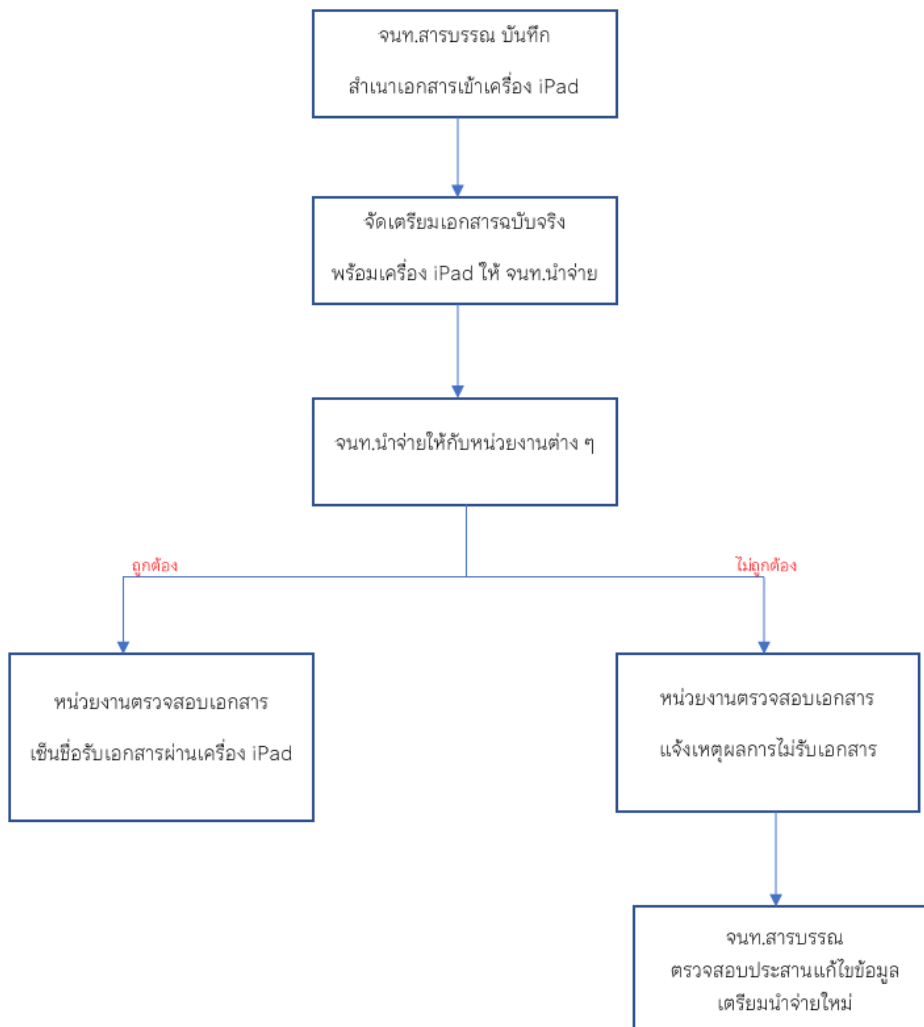 จนท.สารบรรณ บันทึก
สำเนาเอกสารเข้าเครื่อง iPad
จัดเตรียมเอกสารฉบับจริง
พร้อมเครื่อง iPad ให้ จนท.นำจ่าย
จนท.นำจ่ายให้กับหน่วยงานต่าง ๆ
ถูกต้อง
ไม่ถูกต้อง
หน่วยงานตรวจสอบเอกสาร
เซ็นชื่อรับเอกสารผ่านเครื่อง iPad
หน่วยงานตรวจสอบเอกสาร
แจ้งเหตุผลการไม่รับเอกสาร
จนท.สารบรรณ
ตรวจสอบประสานแก้ไขข้อมูล
เตรียมนำจ่ายใหม่